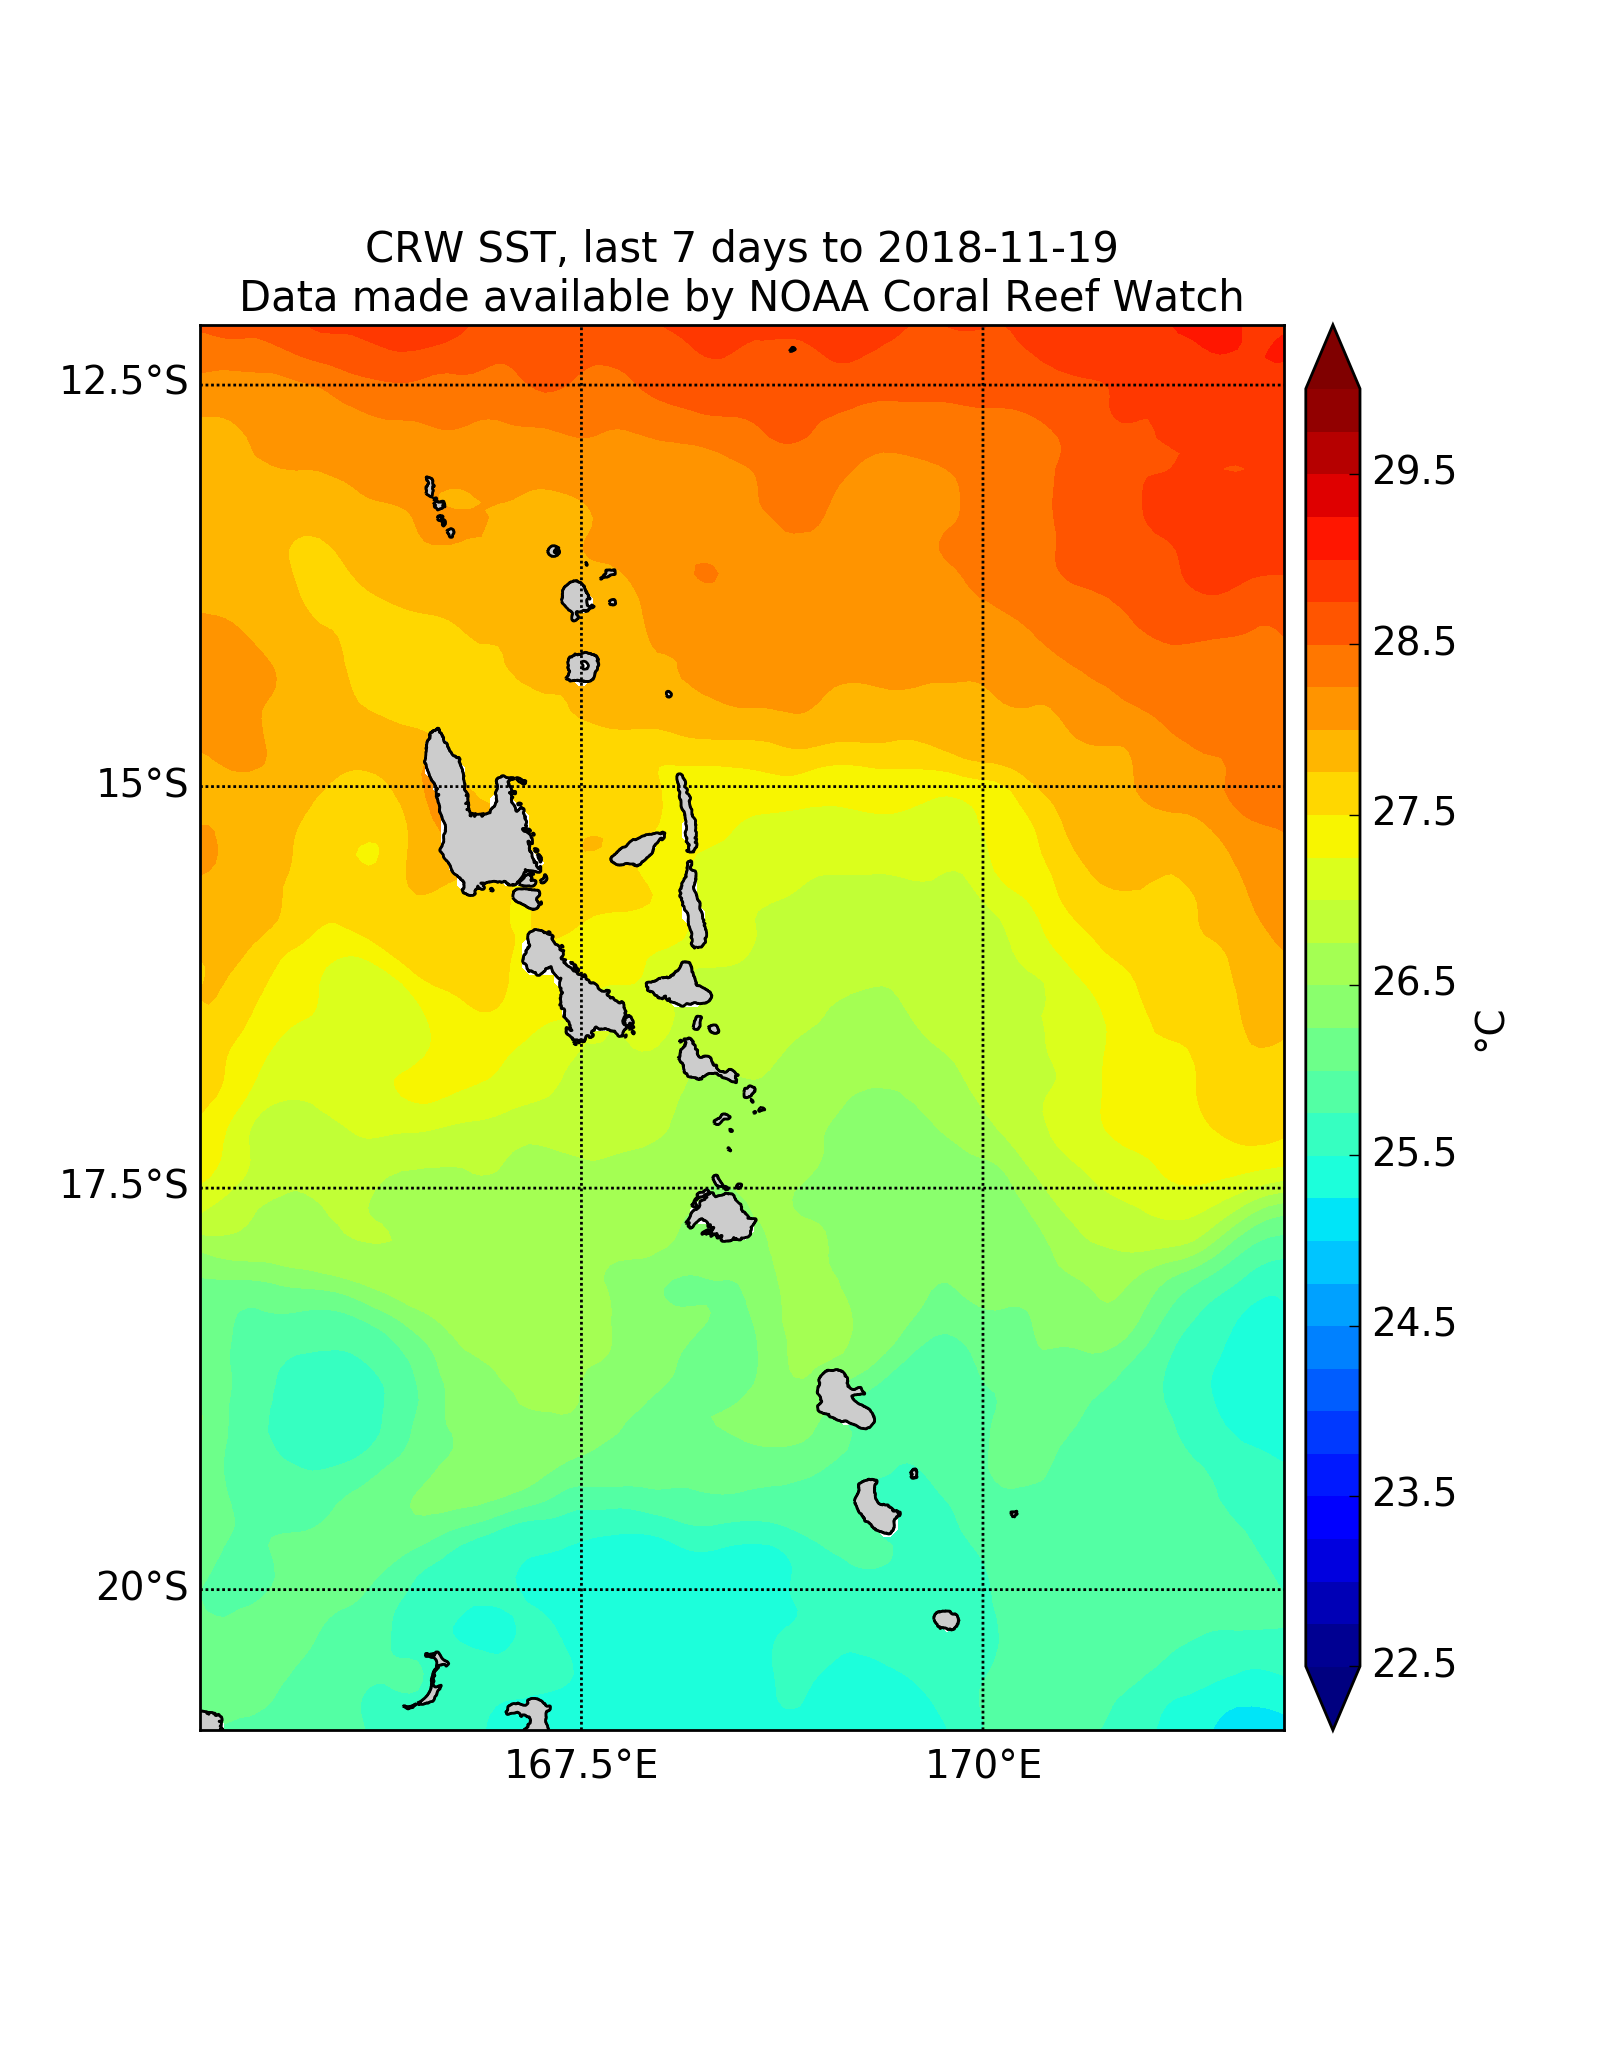 CRW SST, last 7 days to 2018-11-19
Data made available by NOAA Coral Reef Watch
12.5°S
15°S
17.5°S
20°S
167.5°E
170°E
29.5
28.5
27.5
26.5
25.5
24.5
23.5
22.5
°C